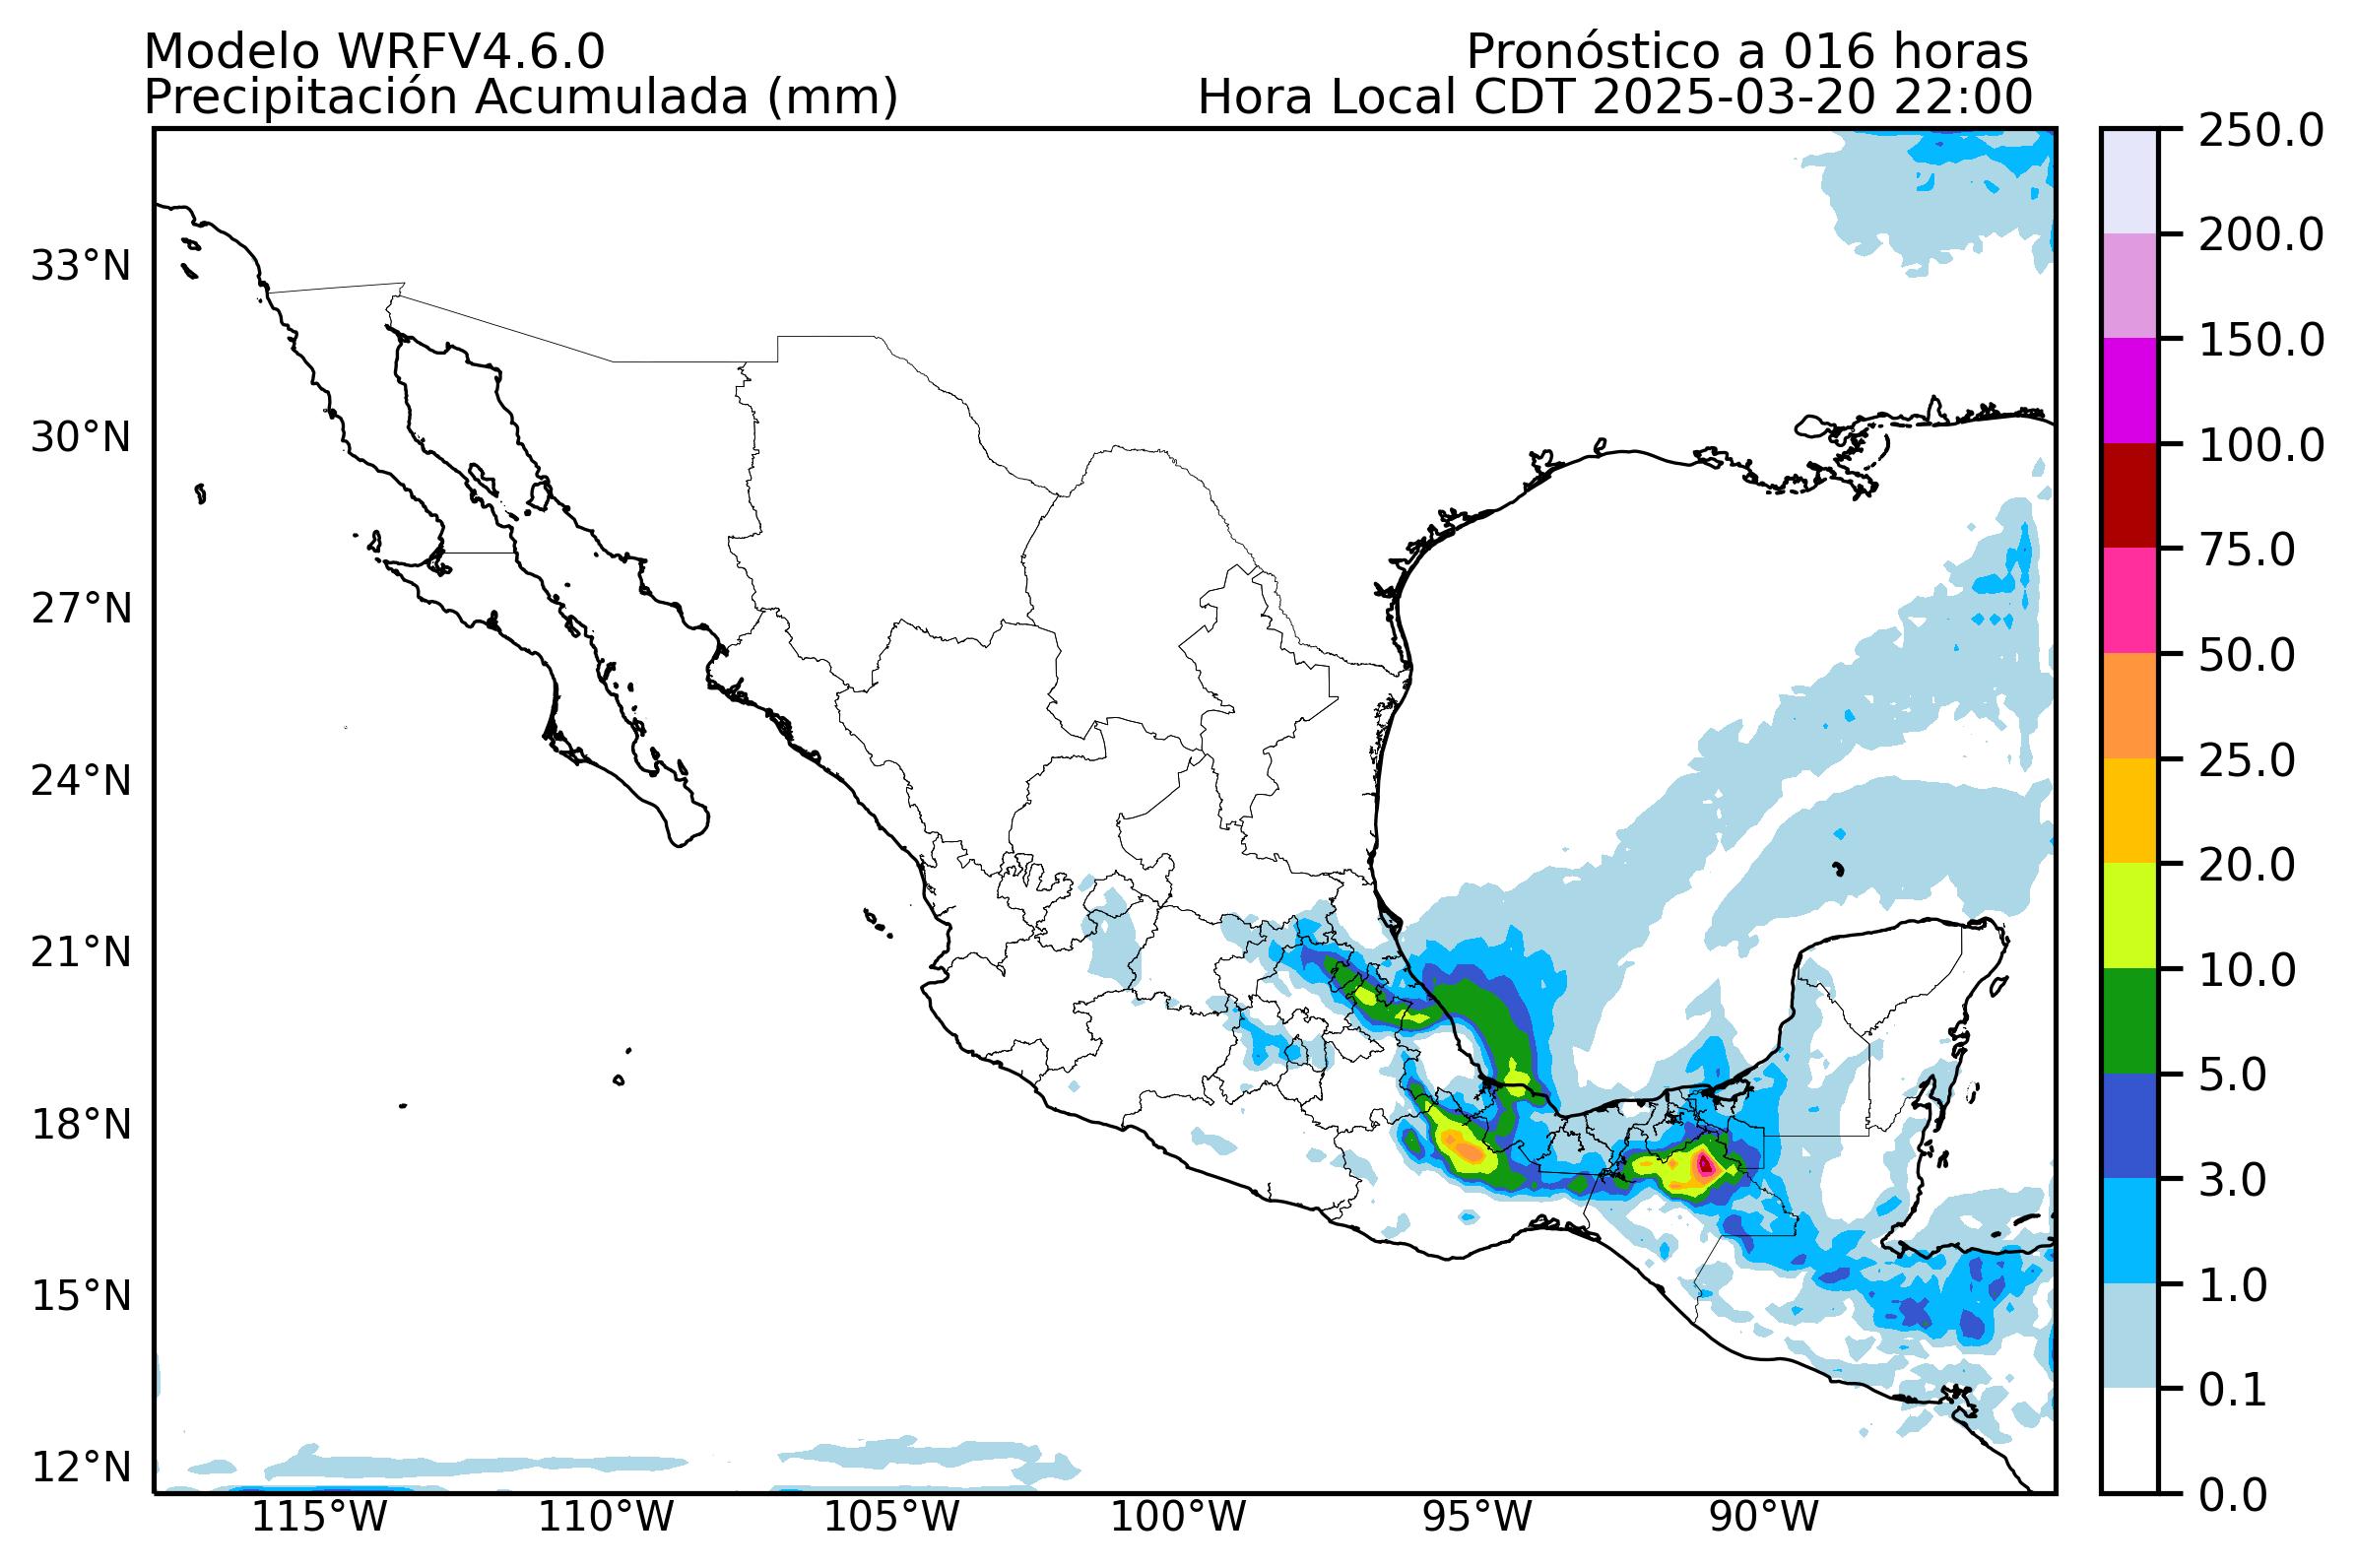 Modelo WRFV4.6.0
Pronóstico a 016 horas
Precipitación Acumulada (mm)
Hora Local CDT 2025-03-20 22:00
33°N
30°N
27°N
24°N
21°N
18°N
15°N
12°N
115°W
110°W
105°W
100°W
95°W
90°W
250.0
200.0
150.0
100.0
75.0
50.0
25.0
20.0
10.0
5.0
3.0
1.0
0.1
0.0